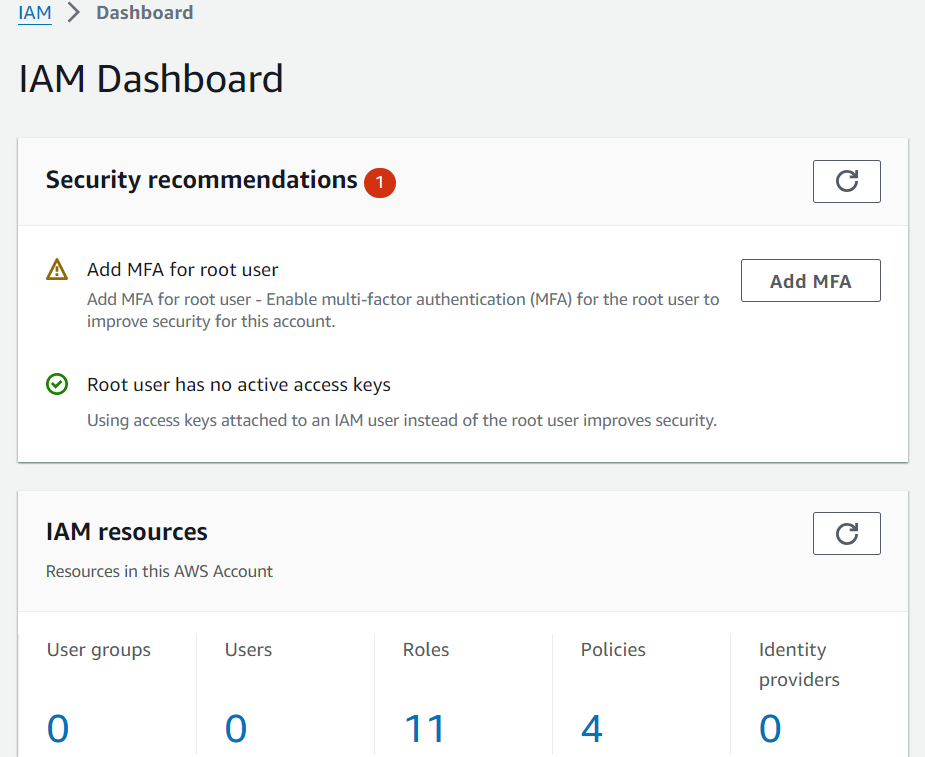 IAM > Dashboard
IAM Dashboard
Security recommendations 1
Add MFA for root user
Add MFA
Add MFA for root user - Enable multi-factor authentication (MFA) for the root user to
improve security for this account.
Root user has no active access keys
Using access keys attached to an IAM user instead of the root user improves security.
IAM resources
Resources in this AWS Account
User groups
0
Users
0
Roles
11
Policies
4
Identity
providers
0